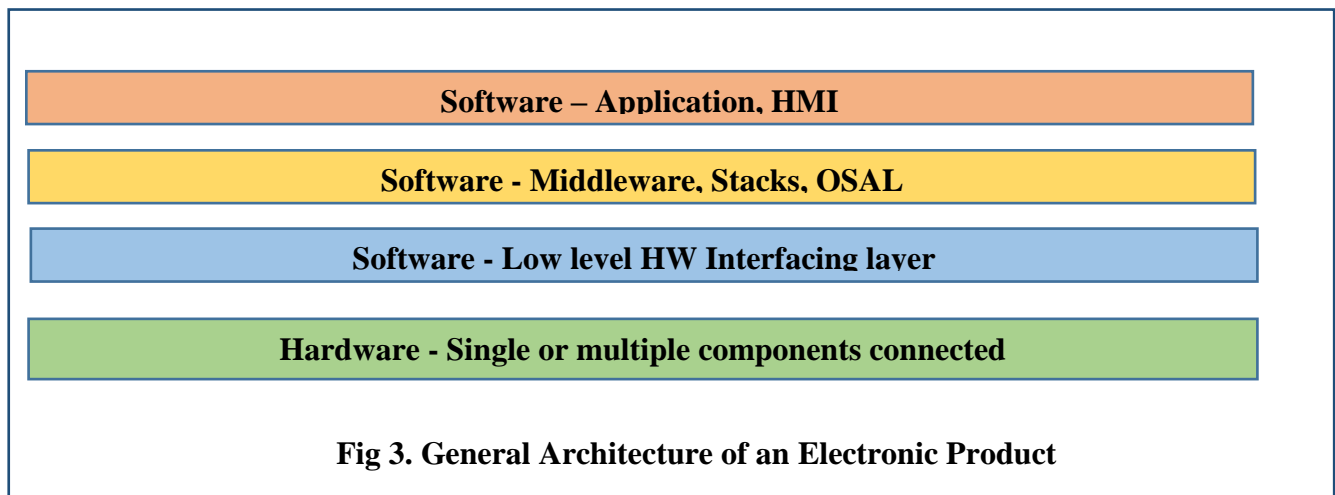 Software – Application, HMI
Software - Middleware, Stacks, OSAL
Software - Low level HW Interfacing layer
Hardware - Single or multiple components connected
Fig 3. General Architecture of an Electronic Product